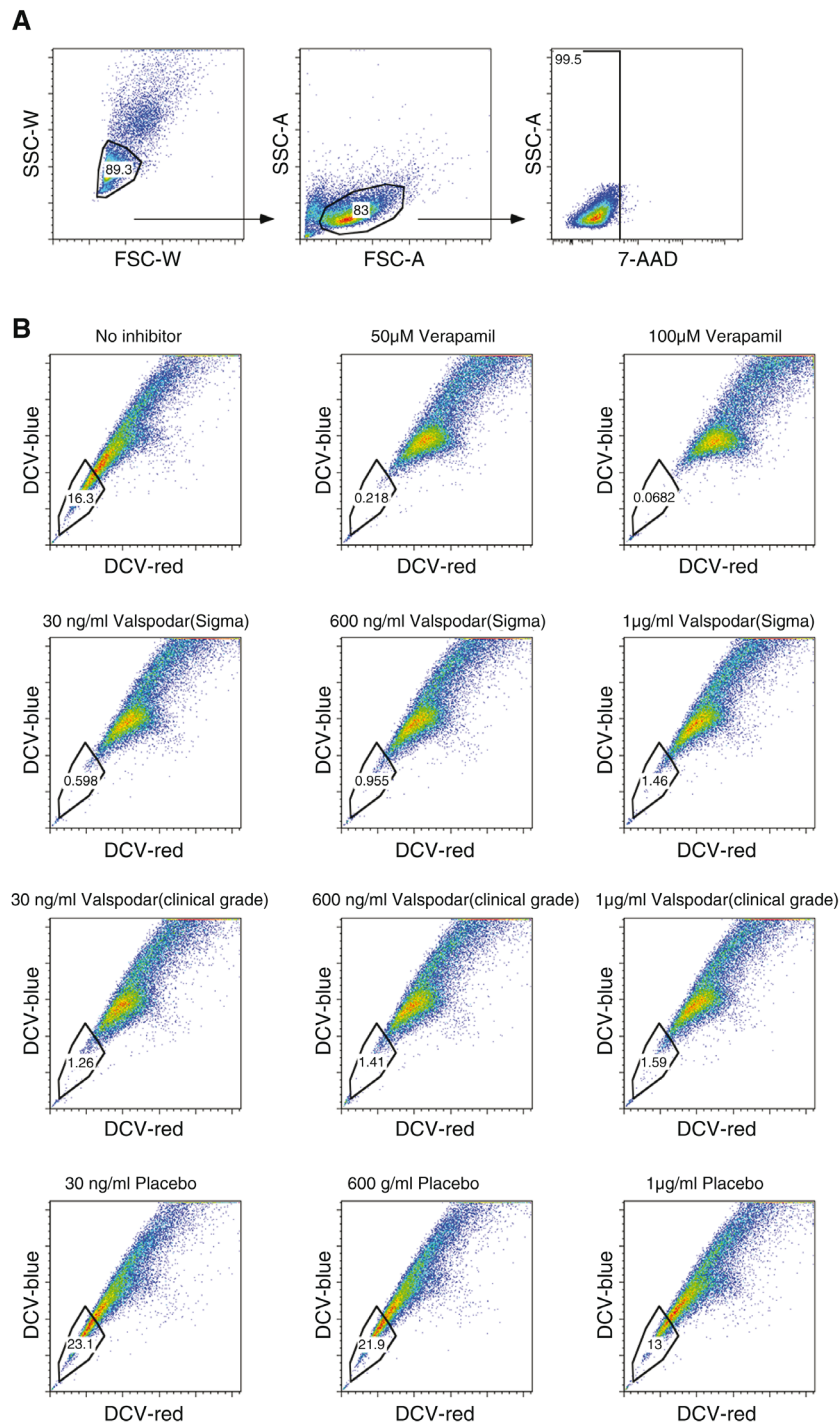 A
SSC-W
89.3
FSC-W
SSC-A
83
FSC-A
SSC-A
99.5
7-AAD
B
No inhibitor
DCV-blue
16.3
DCV-red
50µM Verapamil
DCV-blue
0.218
DCV-red
100µM Verapamil
DCV-blue
0.0682
DCV-red
30 ng/ml Valspodar(Sigma)
DCV-blue
0.598
DCV-red
600 ng/ml Valspodar(Sigma)
DCV-blue
0.955
DCV-red
1µg/ml Valspodar(Sigma)
DCV-blue
1.46
DCV-red
30 ng/ml Valspodar(clinical grade)
DCV-blue
1.26
DCV-red
600 ng/ml Valspodar(clinical grade)
DCV-blue
1.41
DCV-red
1µg/ml Valspodar(clinical grade)
DCV-blue
1.59
DCV-red
30 ng/ml Placebo
DCV-blue
23.1
DCV-red
600 g/ml Placebo
DCV-blue
21.9
DCV-red
1µg/ml Placebo
DCV-blue
13
DCV-red